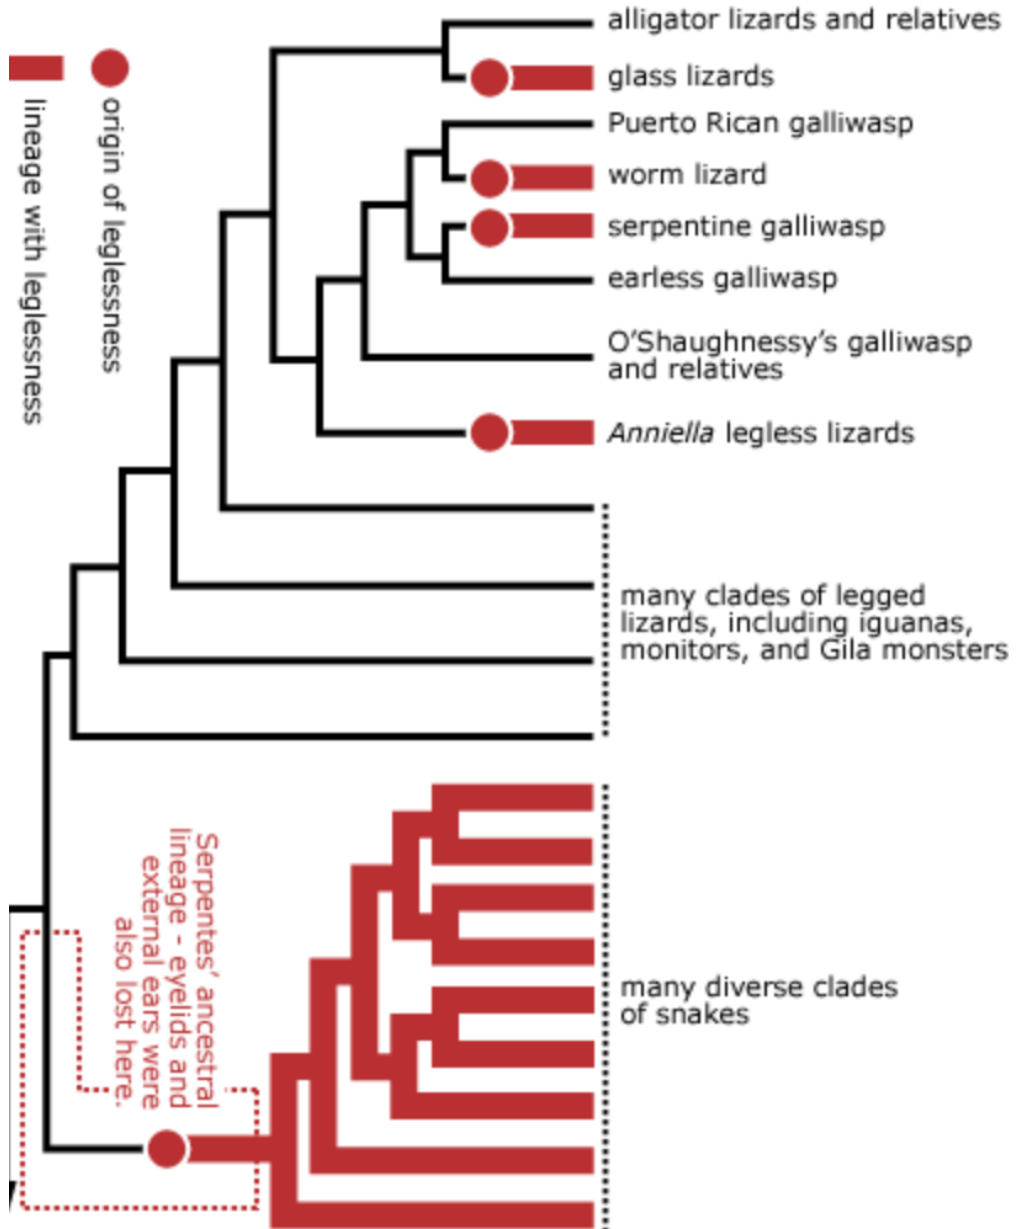 alligator lizards and relatives
glass lizards
Puerto Rican galliwasp
worm lizard
serpentine galliwasp
earless galliwasp
O’Shaughnessy’s galliwasp
and relatives
Anniella legless lizards
many clades of legged
lizards, including iguanas,
monitors, and Gila monsters
many diverse clades
of snakes
origin of leglessness
lineage with leglessness
Serpentes’ ancestral
lineage - eyelids and
external ears were
also lost here.